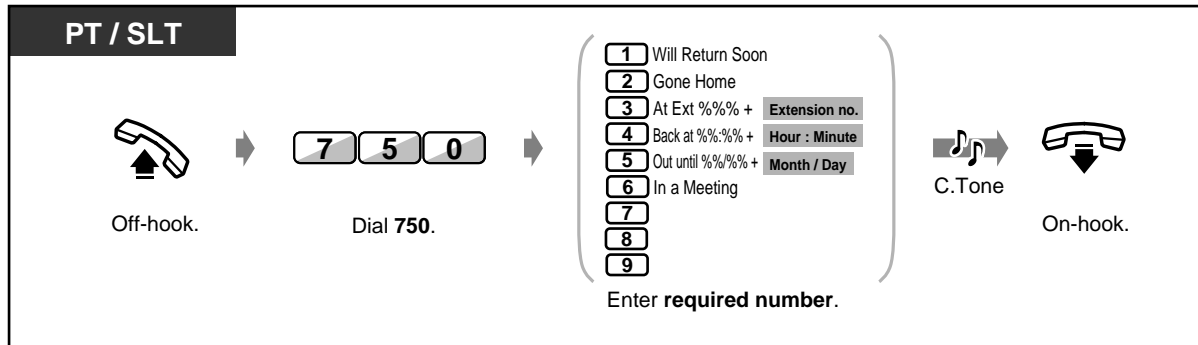 PT / SLT
1 Will Return Soon
2 Gone Home
3 At Ext %%% + Extension no.
4 Back at %%:%% + Hour : Minute
5 Out until %%/%% + Month / Day
6 In a Meeting
7
8
9
7 5 0
C.Tone
Off-hook.
Dial 750.
Enter required number.
On-hook.